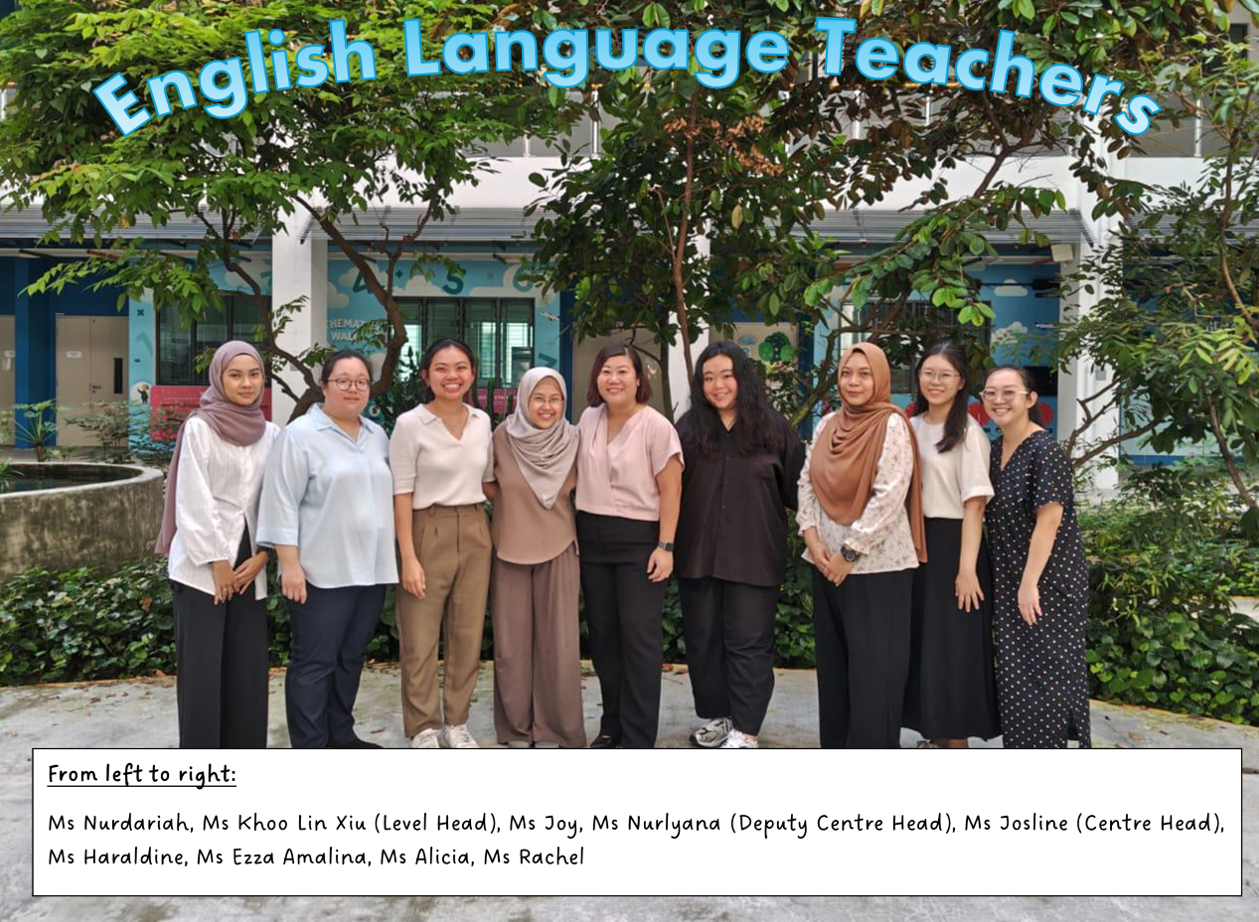 English Language Teachers
From left to right:
Ms Nurdariah, Ms Khoo Lin Xiu (Level Head), Ms Joy, Ms Nurlyana (Deputy Centre Head), Ms Josline (Centre Head),
Ms Haraldine, Ms Ezza Amalina, Ms Alicia, Ms Rachel